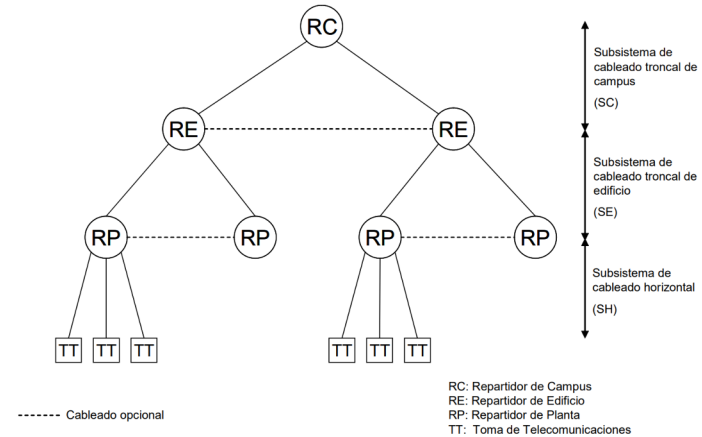 RC
Subsistema de
cableado troncal de
campus
(SC)
RE
RE
Subsistema de
cableado troncal de
edificio
(SE)
RP
RP
RP
RP
Subsistema de
cableado horizontal
(SH)
TT
TT
TT
TT
TT
TT
RC: Repartidor de Campus
RE: Repartidor de Edificio
RP: Repartidor de Planta
TT: Toma de Telecomunicaciones
Cableado opcional